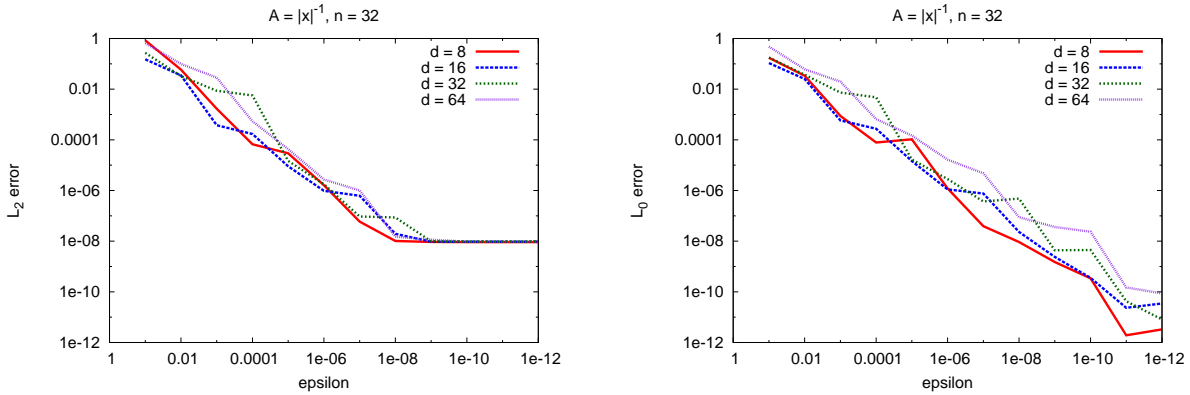 A = |x|^-1, n = 32
L_2 error
1
0.01
0.0001
1e-06
1e-08
1e-10
1e-12
d = 8
d = 16
d = 32
d = 64
1 0.01 0.0001 1e-06 1e-08 1e-10 1e-12
epsilon
A = |x|^-1, n = 32
L_0 error
1
0.01
0.0001
1e-06
1e-08
1e-10
1e-12
d = 8
d = 16
d = 32
d = 64
1 0.01 0.0001 1e-06 1e-08 1e-10 1e-12
epsilon